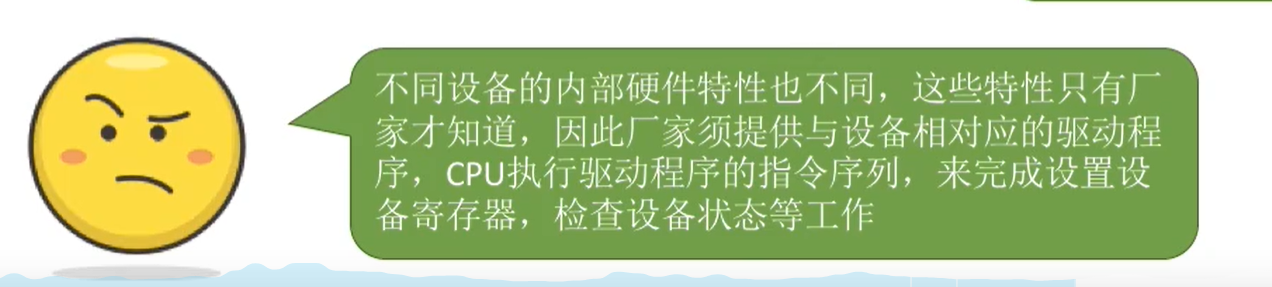 不同设备的内部硬件特性也不同，这些特性只有厂
家才知道，因此厂家须提供与设备相对应的驱动程
序，CPU执行驱动程序的指令序列，来完成设置设
备寄存器，检查设备状态等工作